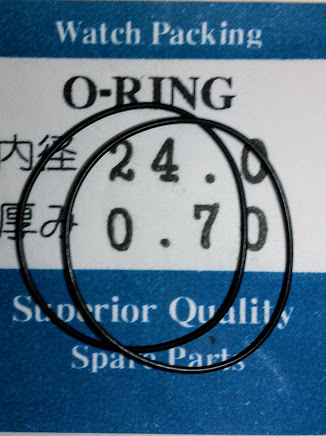 Watch Packing
O-RING
内径 24.0
厚み 0.70
Superior Quality
Spare Parts